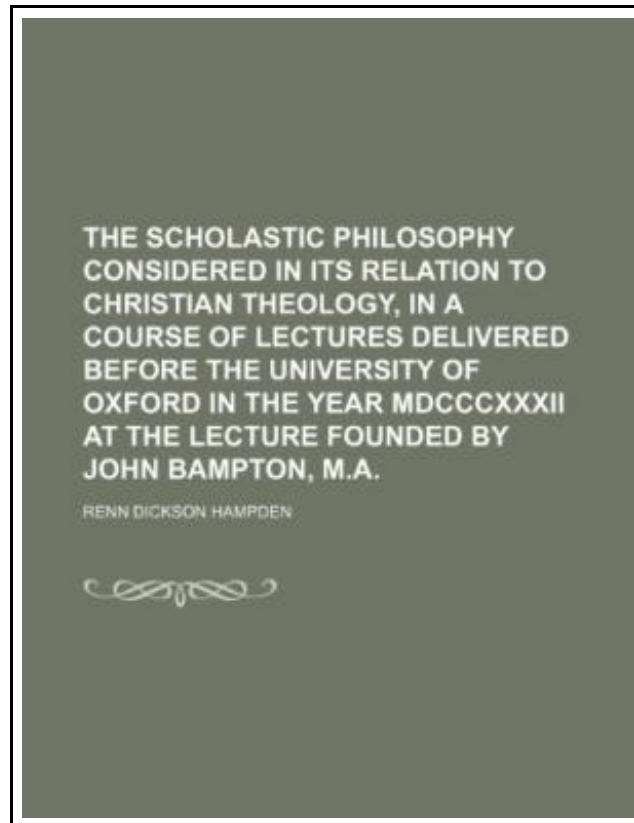 THE SCHOLASTIC PHILOSOPHY
CONSIDERED IN ITS RELATION TO
CHRISTIAN THEOLOGY, IN A
COURSE OF LECTURES DELIVERED
BEFORE THE UNIVERSITY OF
OXFORD IN THE YEAR MDCCCXXXII
AT THE LECTURE FOUNDED BY
JOHN BAMPTON, M.A.
RENN DICKSON HAMPDEN